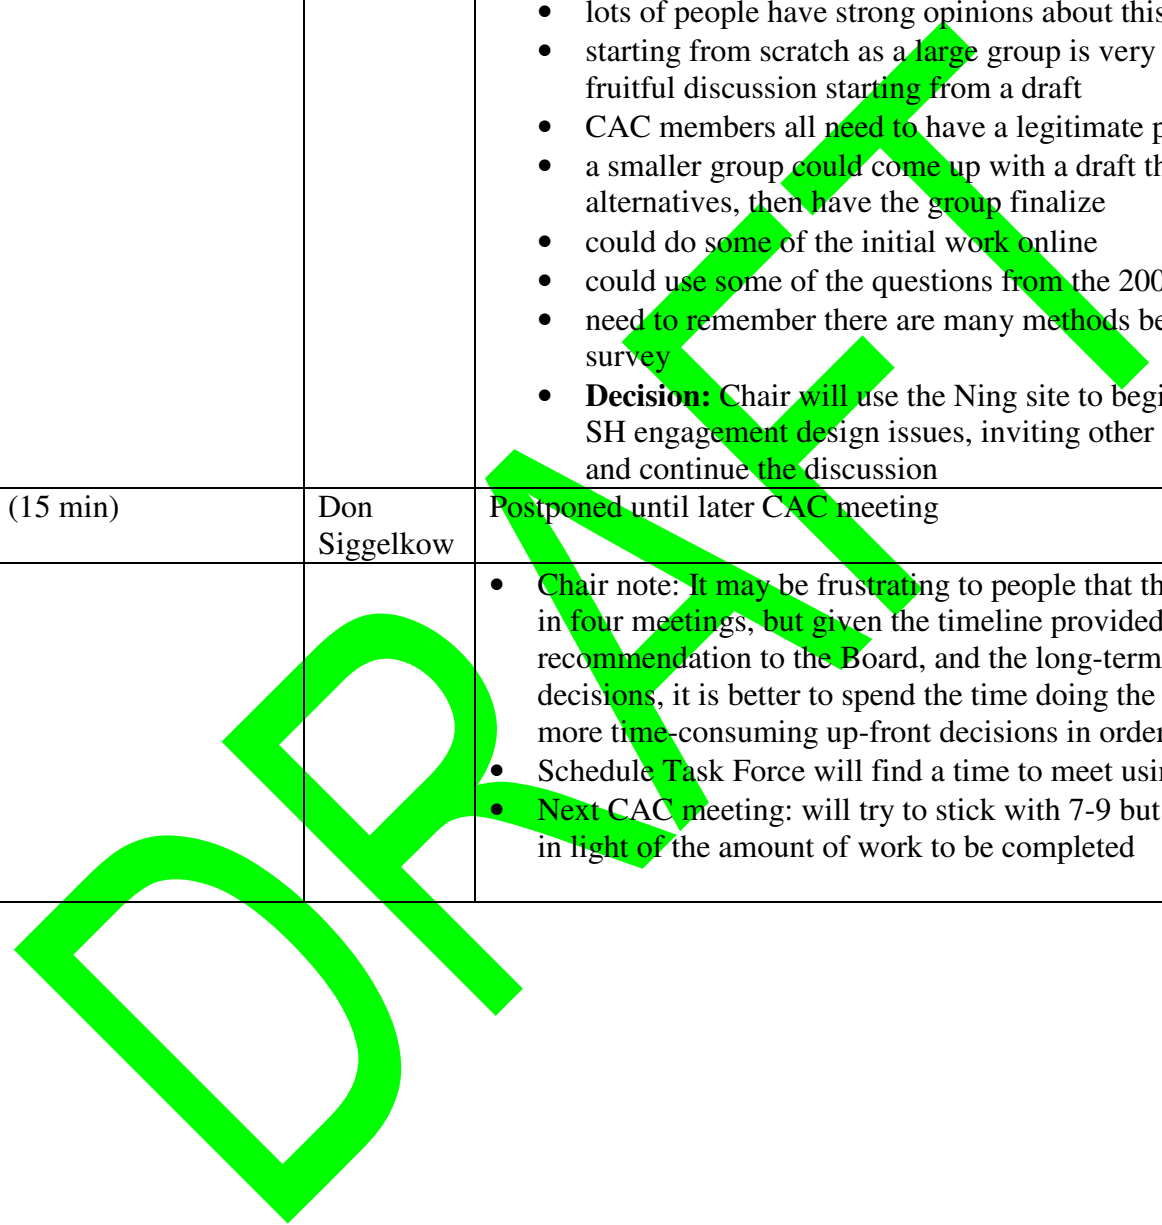 • lots of people have strong opinions about this
• starting from scratch as a large group is very
fruitful discussion starting from a draft
• CAC members all need to have a legitimate
• a smaller group could come up with a draft
alternatives, then have the group finalize
• could do some of the initial work online
• could use some of the questions from the 200
• need to remember there are many methods
survey
• Decision: Chair will use the Ning site to
SH engagement design issues, inviting other
and continue the discussion
(15 min)
Don
Siggelkow
Postponed until later CAC meeting
• Chair note: It may be frustrating to people that
in four meetings, but given the timeline provided
recommendation to the Board, and the long-term
decisions, it is better to spend the time doing the
more time-consuming up-front decisions in order
• Schedule Task Force will find a time to meet
• Next CAC meeting: will try to stick with 7-9 but
in light of the amount of work to be completed
DRAFT